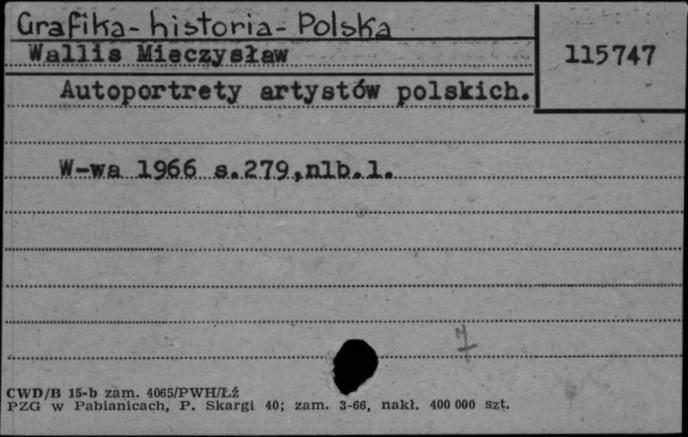 Grafika - historia - Polska
Wallis Mieczysław
115747
Autoportrety artystów polskich.
W-wa 1966 s.279,nlb.1.
7
CWD/B 15-b zam. 4065/PWH/Łź
PZG w Pabianicach, P. Skargi 40; zam. 3-66, nakł. 400 000 szt.